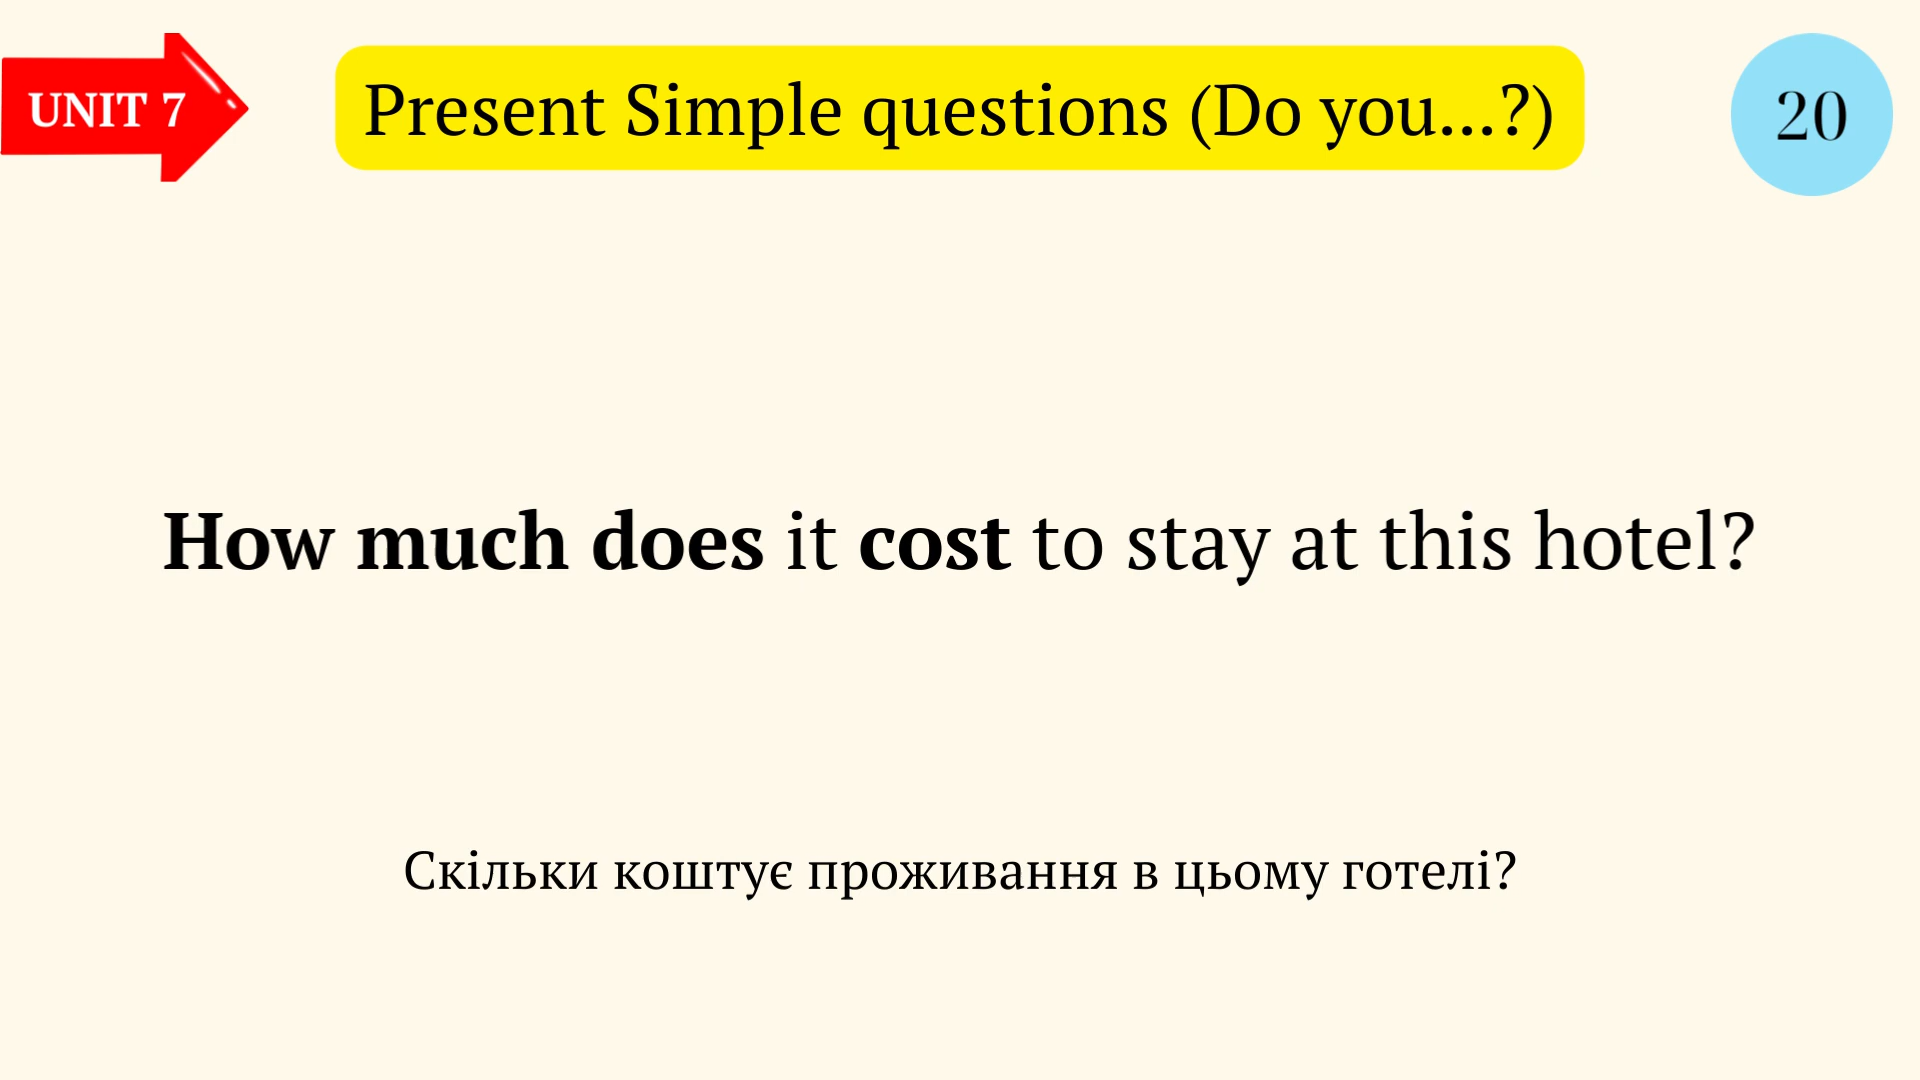 UNIT 7
Present Simple questions (Do you...?)
20
How much does it cost to stay at this hotel?
Скільки коштує проживання в цьому готелі?